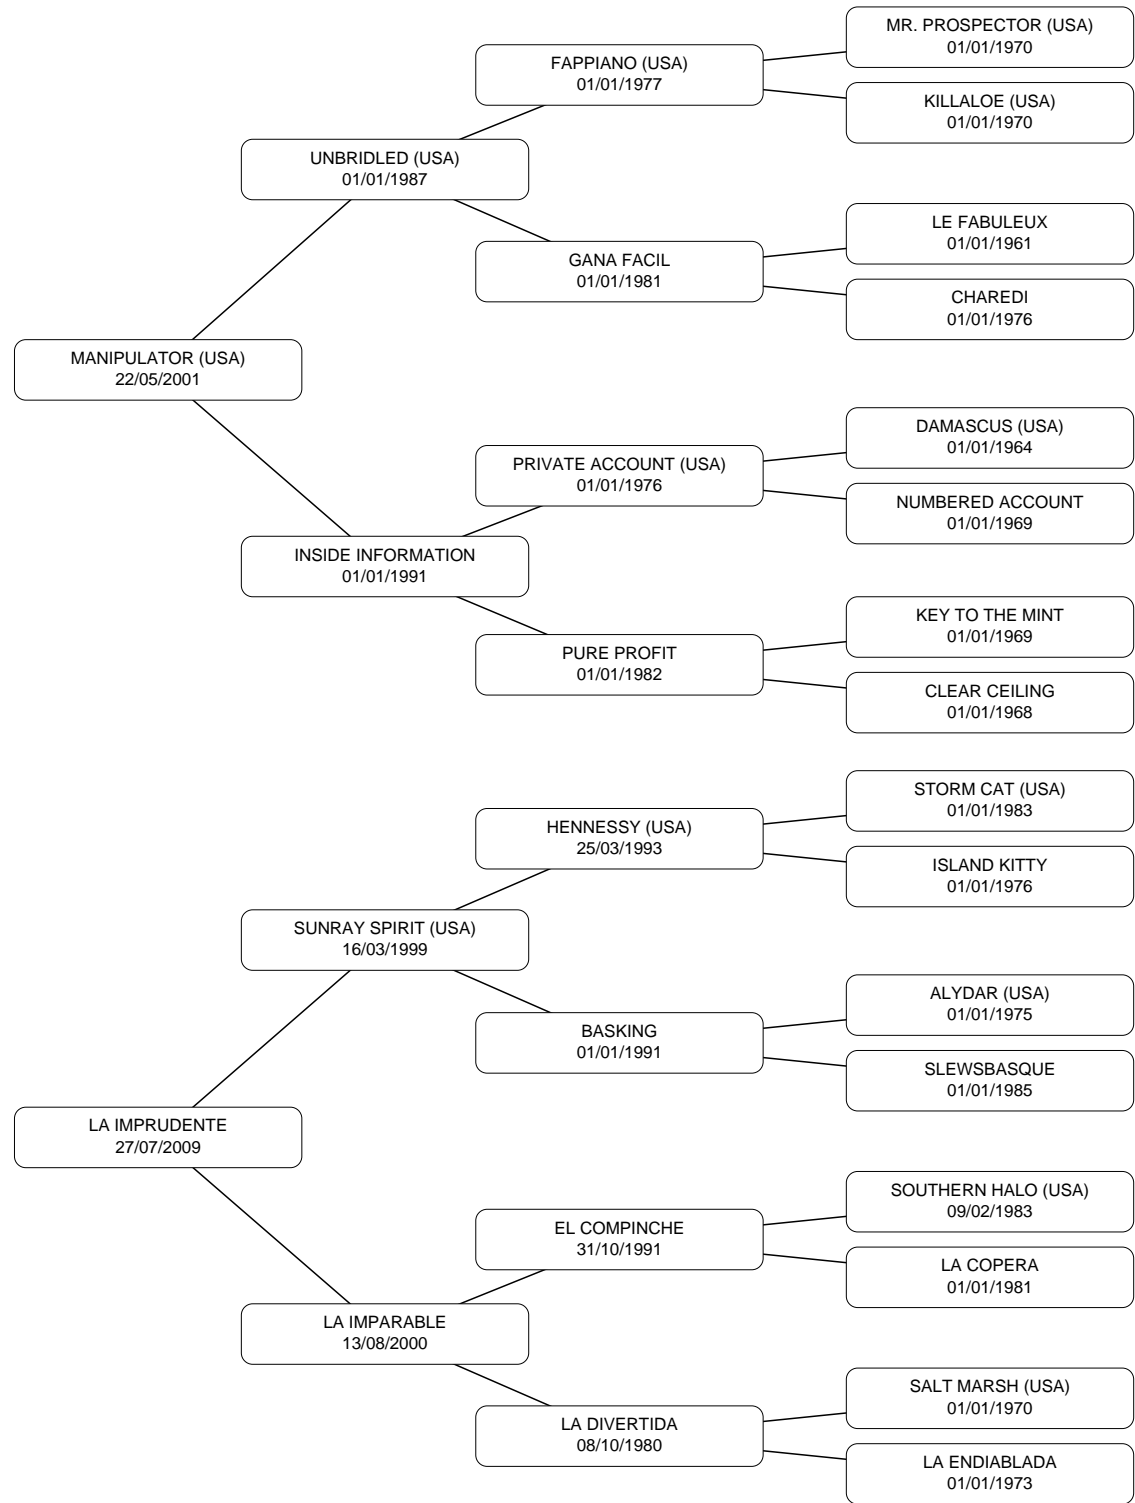 MR. PROSPECTOR (USA)
01/01/1970
FAPPIANO (USA)
01/01/1977
KILLALOE (USA)
01/01/1970
UNBRIDLED (USA)
01/01/1987
LE FABULEUX
01/01/1961
GANA FACIL
01/01/1981
CHAREDI
01/01/1976
MANIPULATOR (USA)
22/05/2001
DAMASCUS (USA)
01/01/1964
PRIVATE ACCOUNT (USA)
01/01/1976
NUMBERED ACCOUNT
01/01/1969
INSIDE INFORMATION
01/01/1991
KEY TO THE MINT
01/01/1969
PURE PROFIT
01/01/1982
CLEAR CEILING
01/01/1968
STORM CAT (USA)
01/01/1983
HENNESSY (USA)
25/03/1993
ISLAND KITTY
01/01/1976
SUNRAY SPIRIT (USA)
16/03/1999
ALYDAR (USA)
01/01/1975
BASKING
01/01/1991
SLEWSBASQUE
01/01/1985
LA IMPRUDENTE
27/07/2009
SOUTHERN HALO (USA)
09/02/1983
EL COMPINCHE
31/10/1991
LA COPERA
01/01/1981
LA IMPARABLE
13/08/2000
SALT MARSH (USA)
01/01/1970
LA DIVERTIDA
08/10/1980
LA ENDIABLADA
01/01/1973